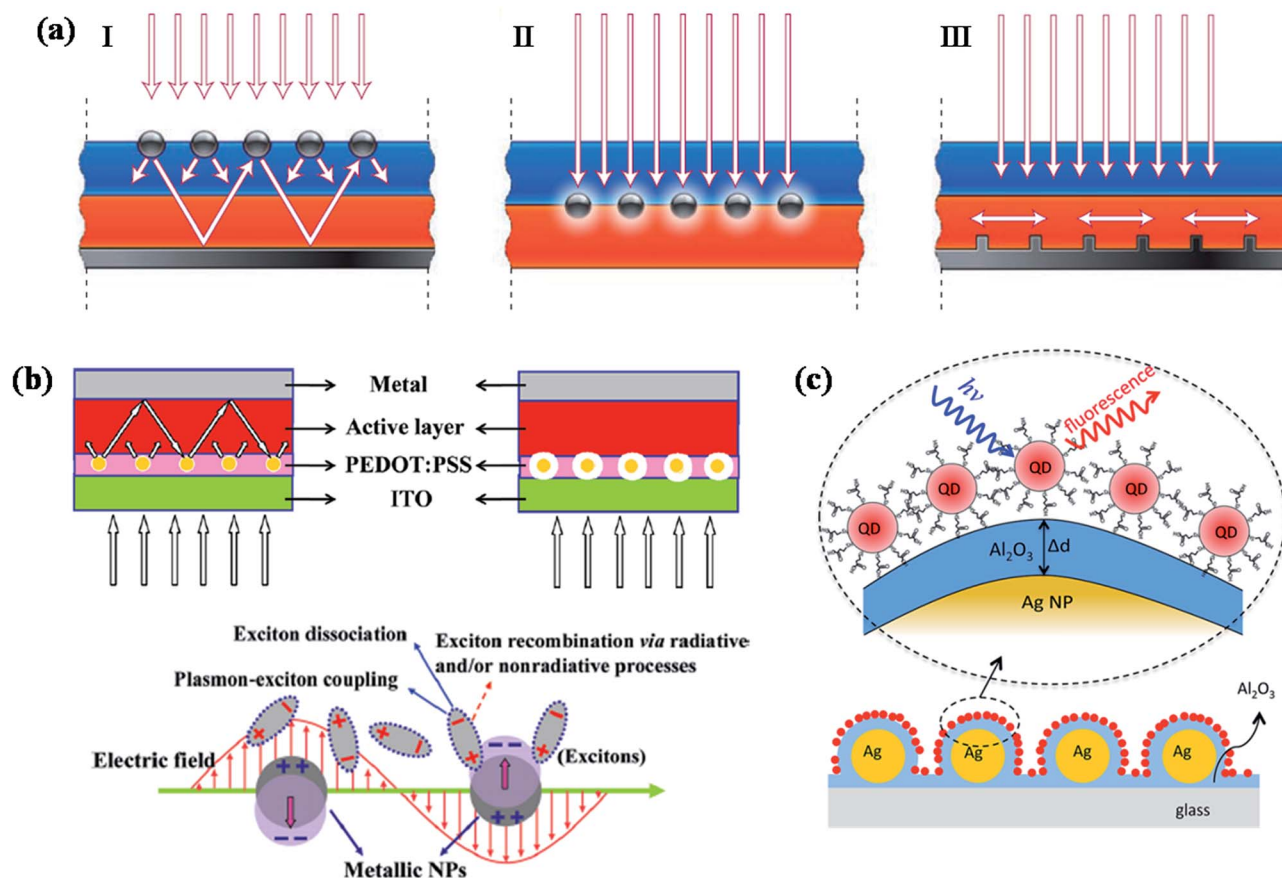 (a)
I
II
III
(b)
Metal
Active layer
PEDOT:PSS
ITO
Exciton dissociation
Exciton recombination via radiative
and/or nonradiative processes
Plasmon-exciton coupling
Electric field
(Excitons)
Metallic NPs
(c)
hν
fluorescence
QD
QD
QD
QD
QD
Al₂O₃
Δd
Ag NP
Al₂O₃
Ag
Ag
Ag
Ag
glass